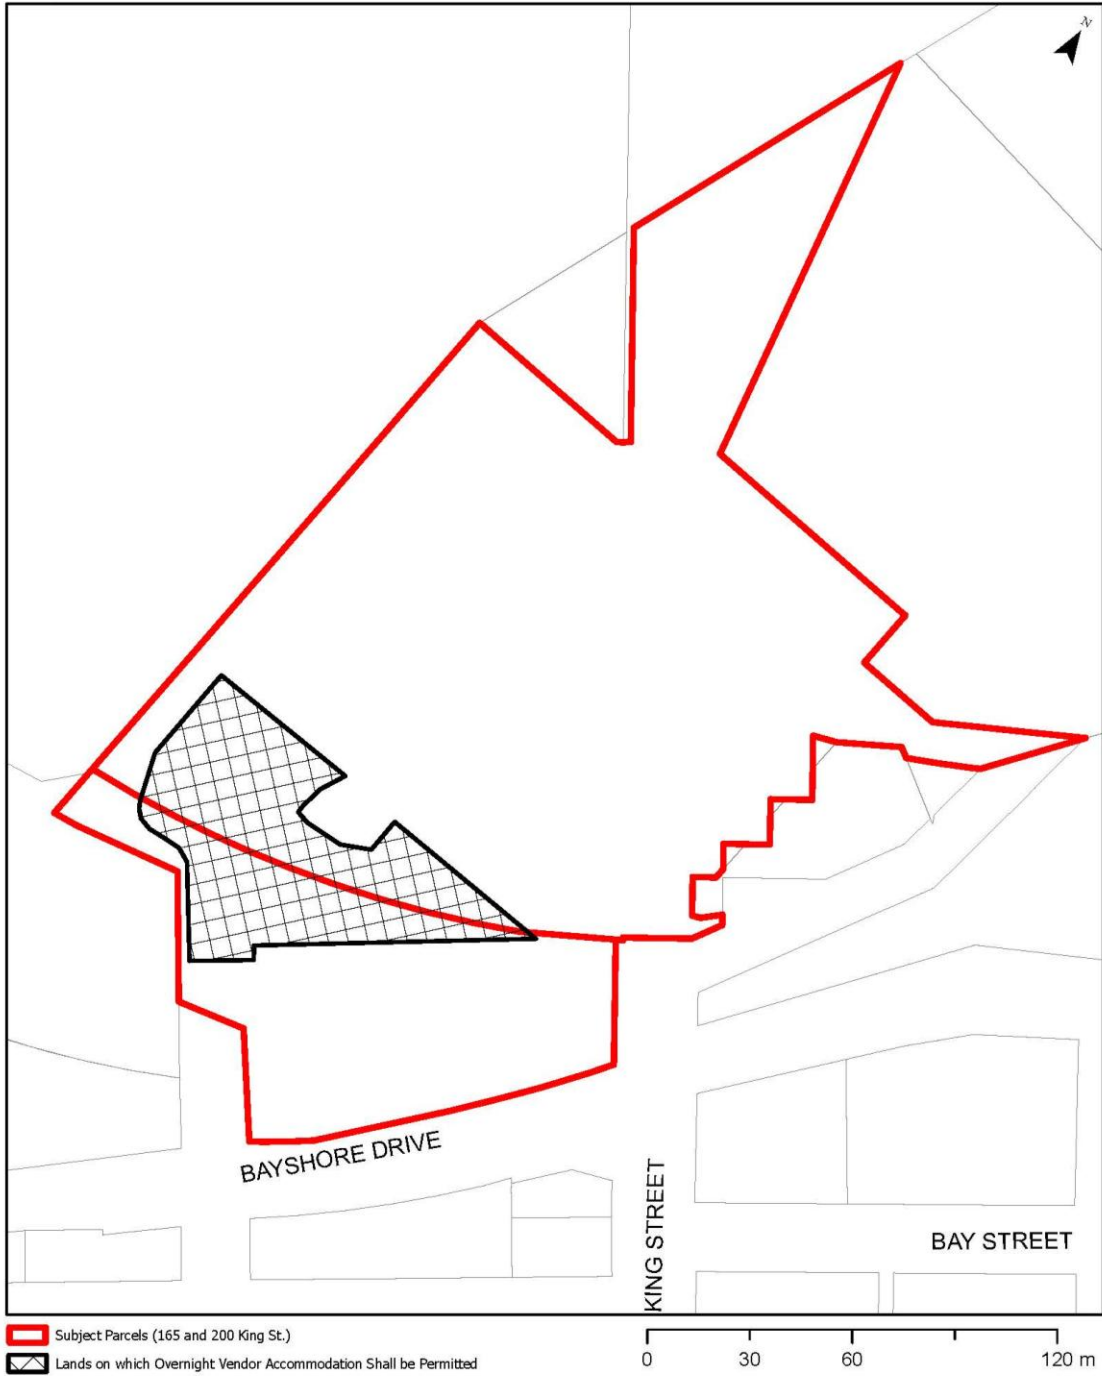 N
BAYSHORE DRIVE
KING STREET
BAY STREET
Subject Parcels (165 and 200 King St.)
Lands on which Overnight Vendor Accommodation Shall be Permitted
0 30 60 120 m